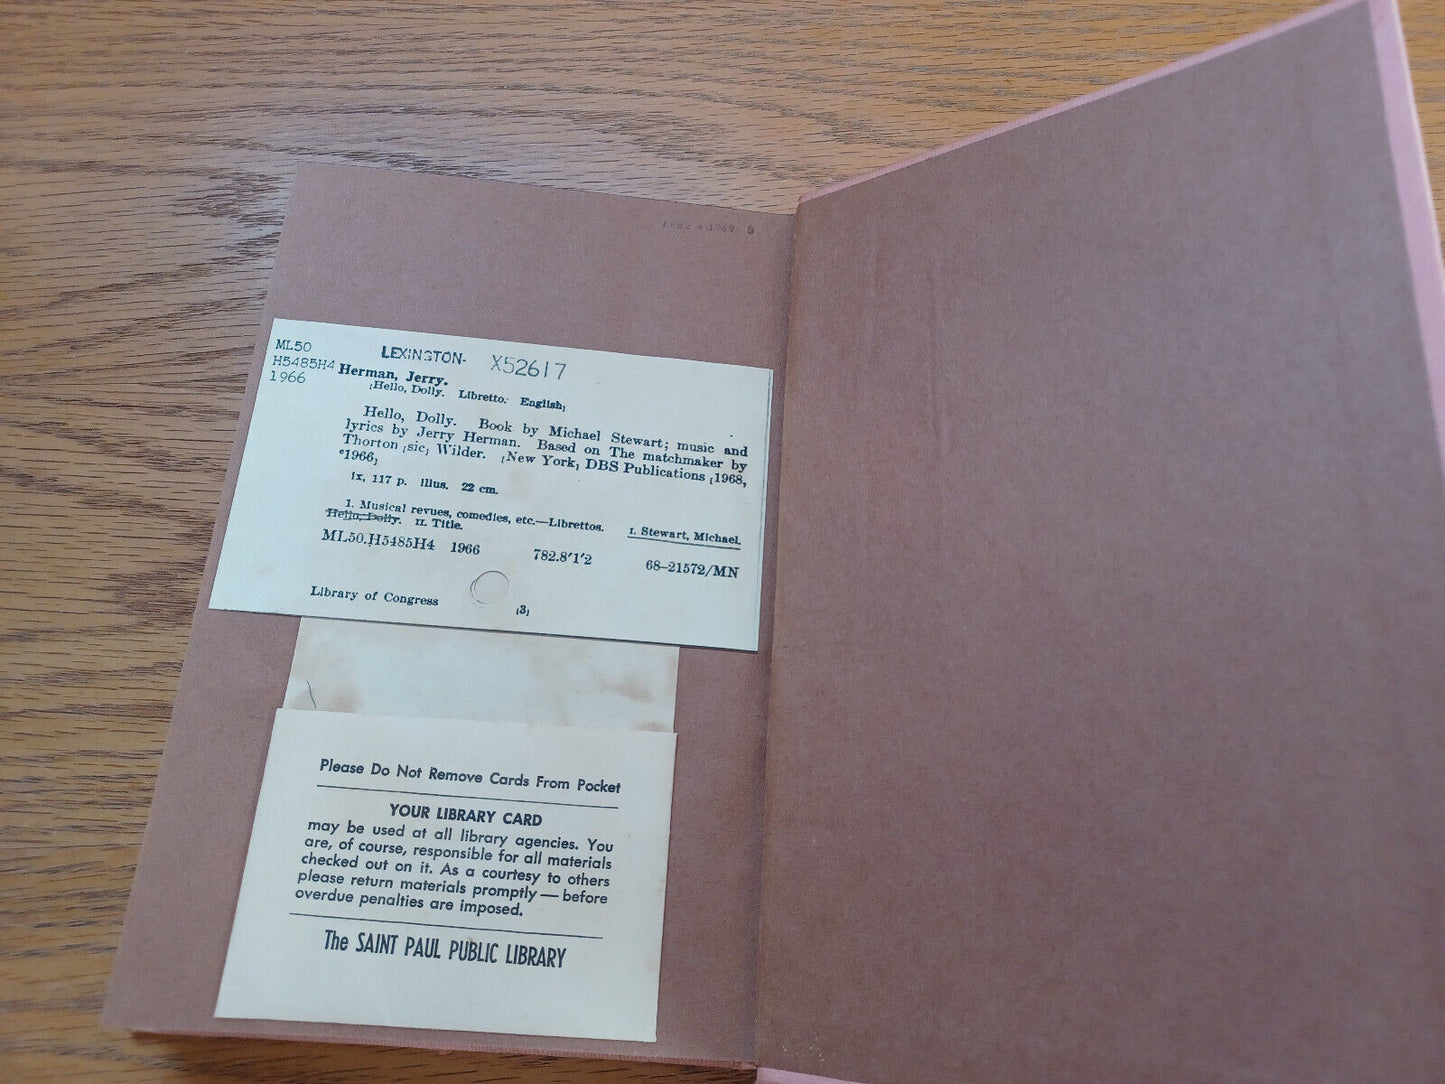 4 1969 S
ML50 LEXINGTON- X52617
H5485H4 Herman, Jerry.
1966 [Hello, Dolly. Libretto. English]
Hello, Dolly. Book by Michael Stewart; music and
lyrics by Jerry Herman. Based on The matchmaker by
Thorton [sic] Wilder. [New York] DBS Publications [1968,
c1966]
ix, 117 p. illus. 22 cm.
1. Musical revues, comedies, etc.—Librettos. I. Stewart, Michael.
Hello, Dolly. II. Title.
ML50.H5485H4 1966 782.8'1'2 68–21572/MN
Library of Congress [3]
Please Do Not Remove Cards From Pocket
YOUR LIBRARY CARD
may be used at all library agencies. You
are, of course, responsible for all materials
checked out on it. As a courtesy to others
please return materials promptly — before
overdue penalties are imposed.
The SAINT PAUL PUBLIC LIBRARY